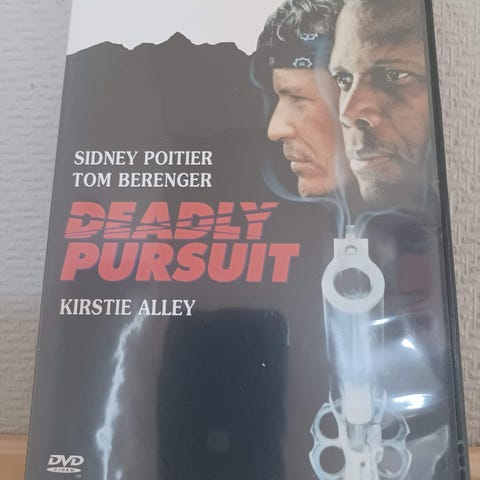 SIDNEY POITIER
TOM BERENGER
DEADLY
PURSUIT
KIRSTIE ALLEY
DVD
VIDEO